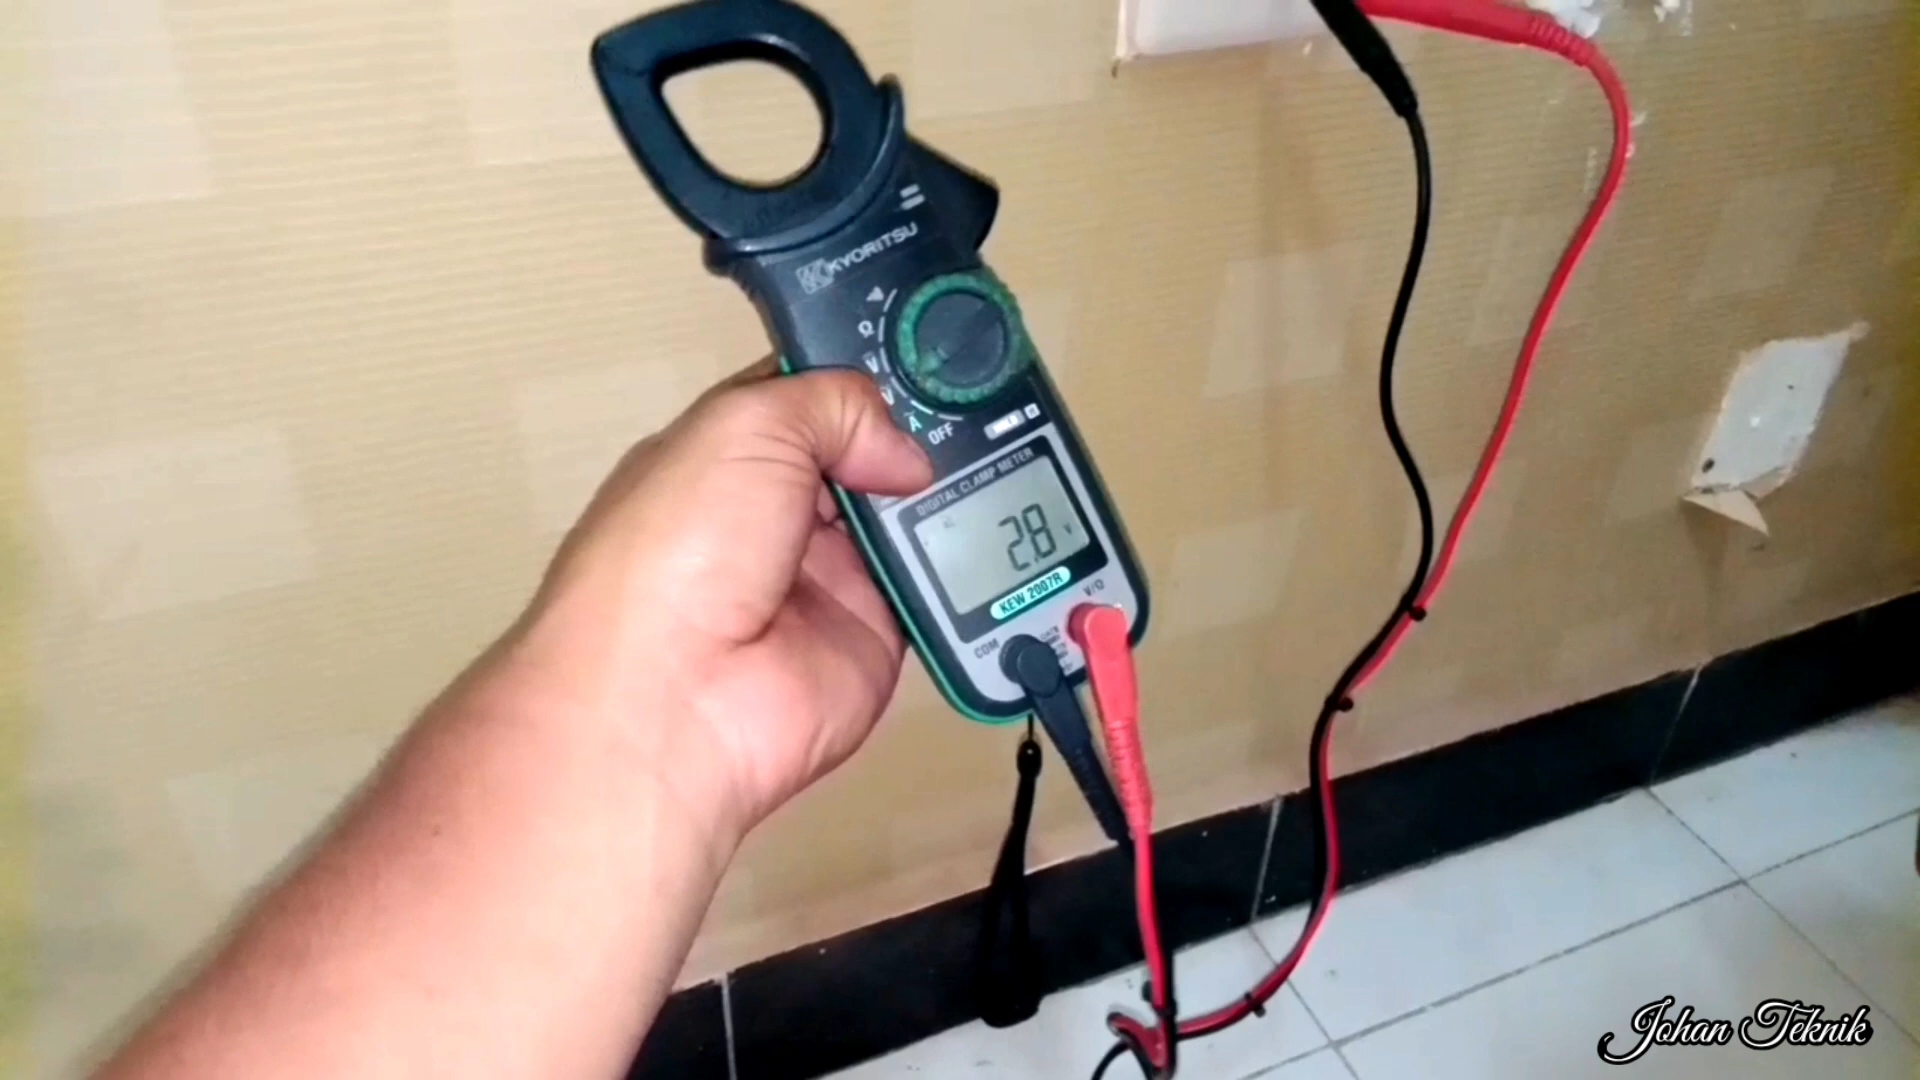 KYORITSU
Ω
V
V
A
OFF
DIGITAL CLAMP METER
2.8 V
KEW 2007R
COM
V/Ω
Johan Teknik